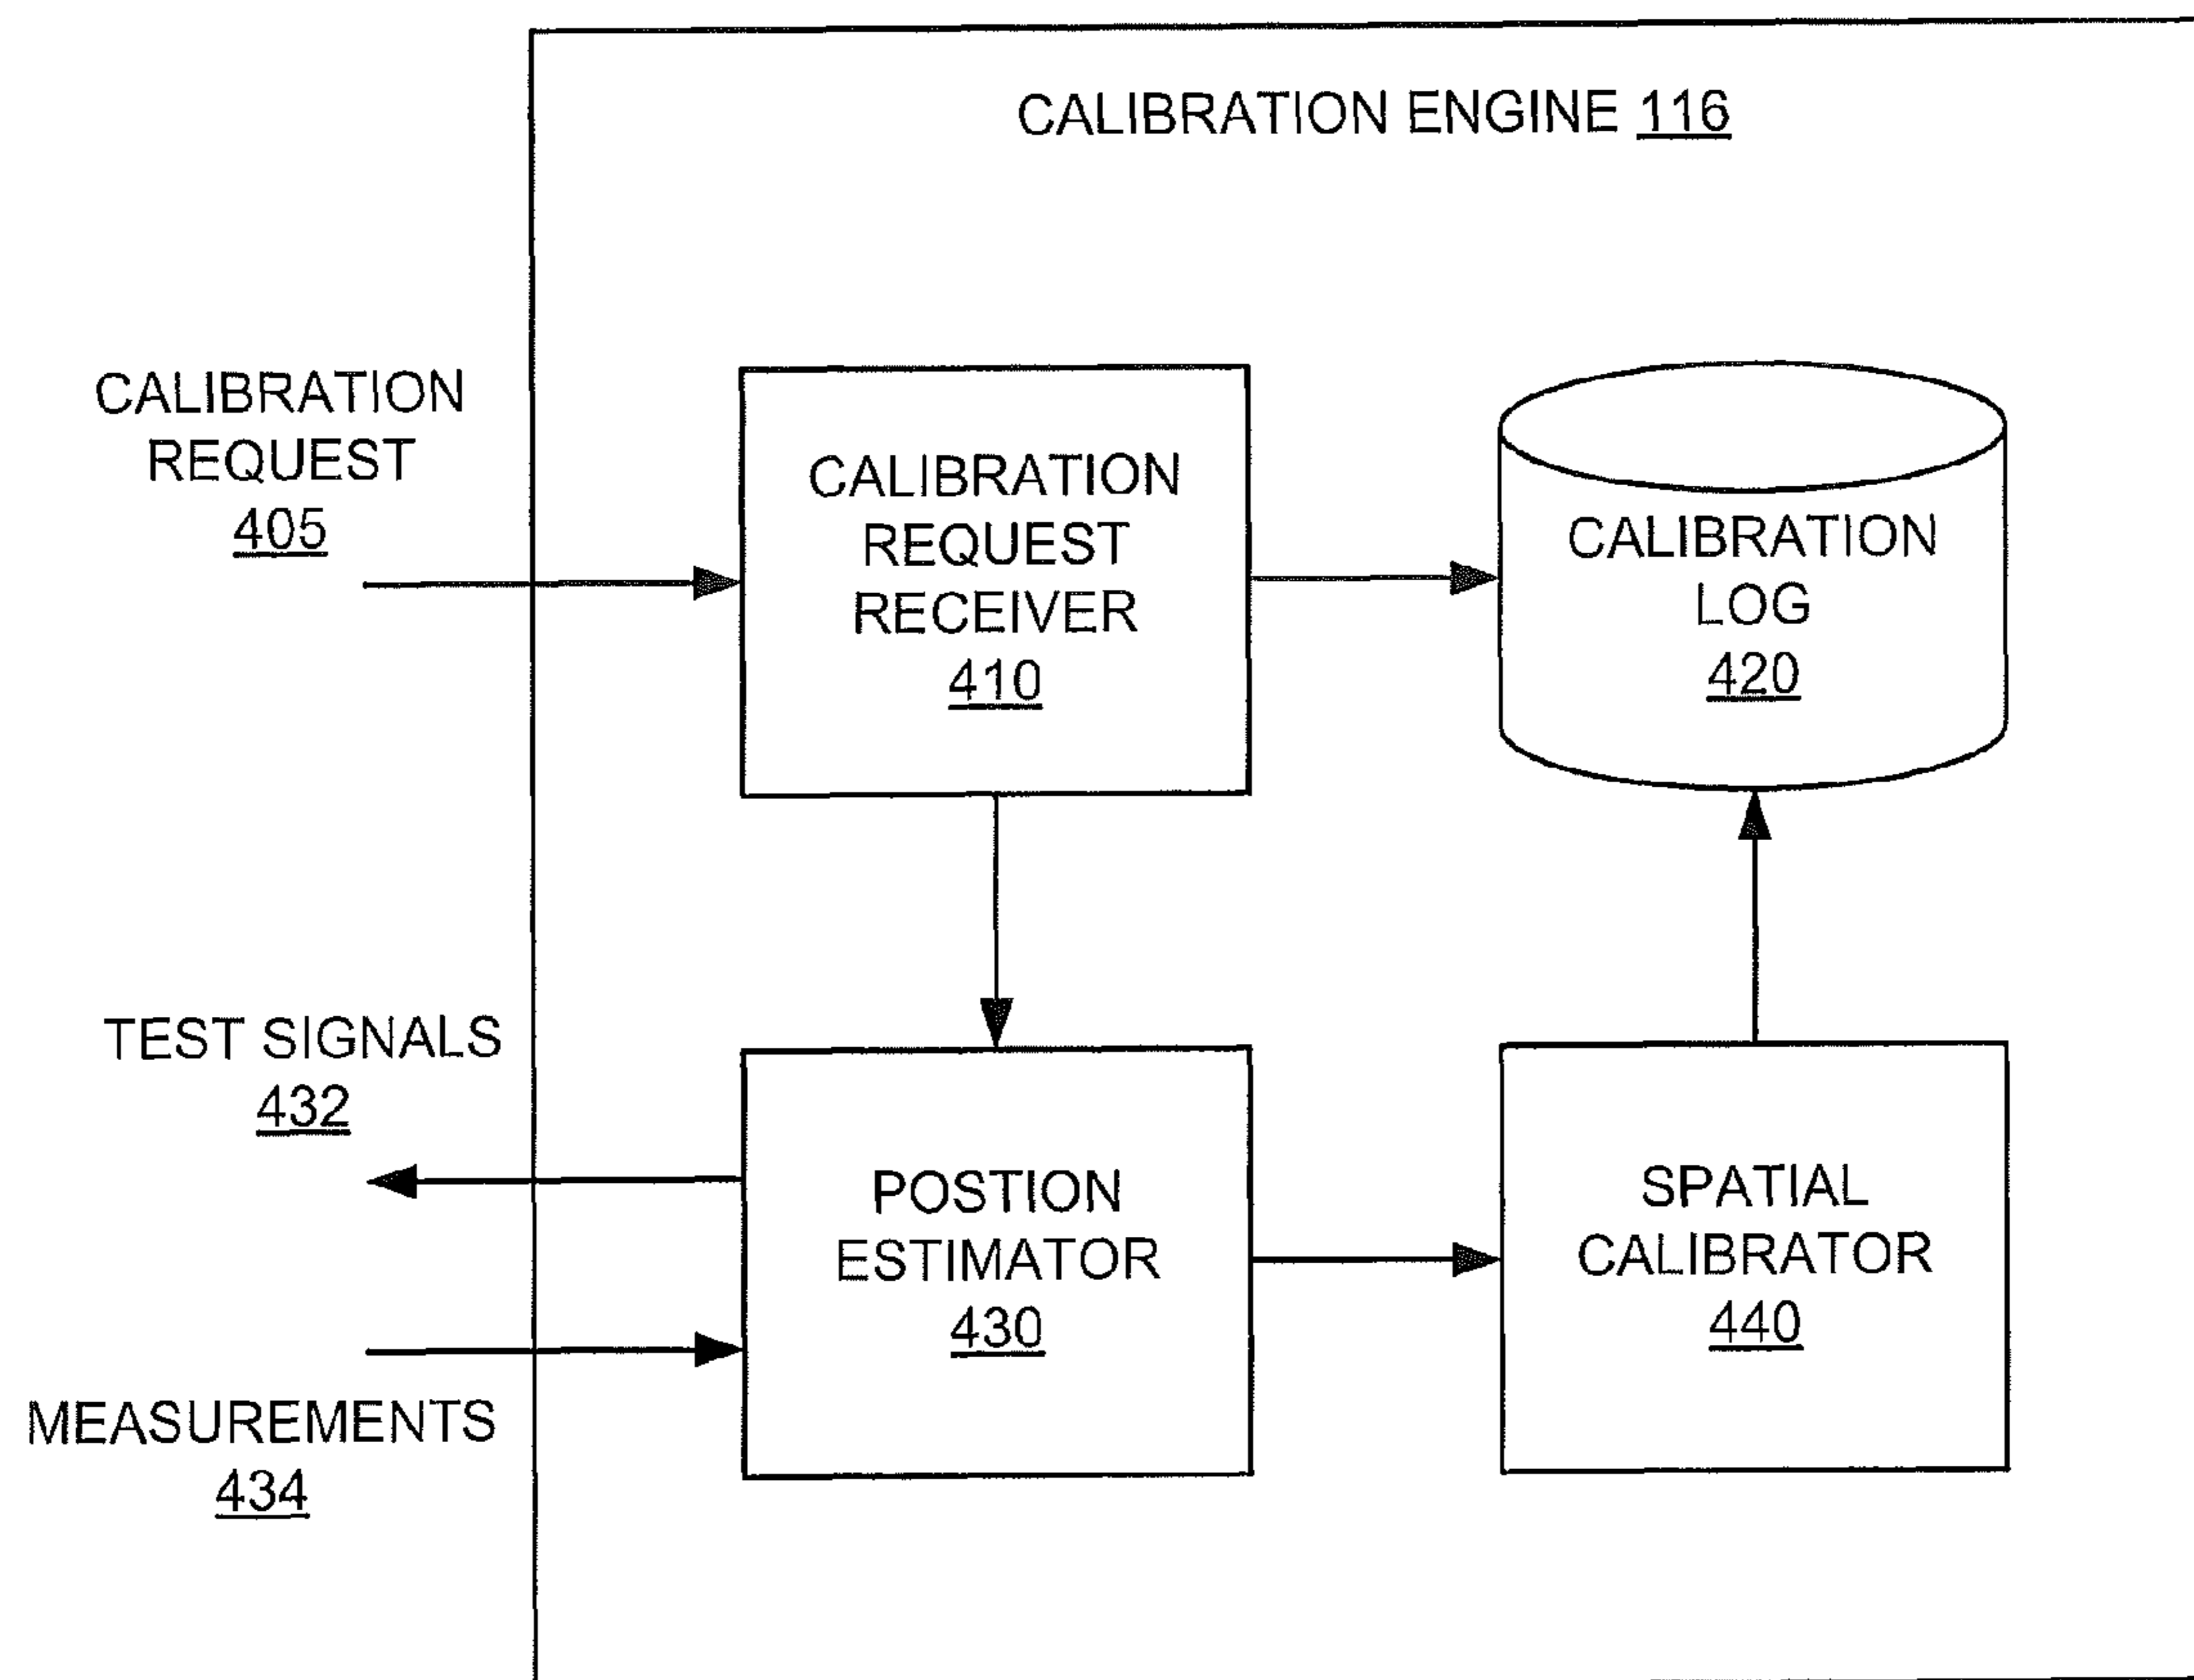 CALIBRATION ENGINE 116
CALIBRATION
REQUEST
405
CALIBRATION
REQUEST
RECEIVER
410
CALIBRATION
LOG
420
TEST SIGNALS
432
POSTION
ESTIMATOR
430
SPATIAL
CALIBRATOR
440
MEASUREMENTS
434